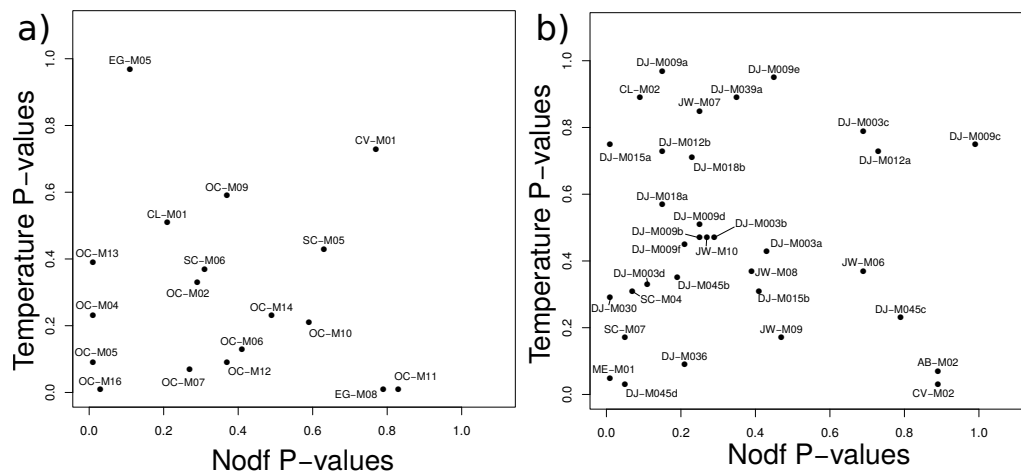 a)
EG−M05
CV−M01
OC−M09
CL−M01
SC−M05
OC−M13
SC−M06
OC−M02
OC−M04
OC−M14
OC−M10
OC−M06
OC−M05
OC−M12
OC−M07
OC−M16
OC−M11
EG−M08
0.0 0.2 0.4 0.6 0.8 1.0
0.0 0.2 0.4 0.6 0.8 1.0
Temperature P−values
Nodf P−values
b)
DJ−M009a
DJ−M009e
CL−M02
DJ−M039a
JW−M07
DJ−M003c
DJ−M009c
DJ−M012b
DJ−M015a
DJ−M018b
DJ−M012a
DJ−M018a
DJ−M009d
DJ−M003b
DJ−M009b
DJ−M009f
JW−M10
DJ−M003a
JW−M06
DJ−M003d
JW−M08
DJ−M045b
SC−M04
DJ−M015b
DJ−M030
DJ−M045c
SC−M07
JW−M09
DJ−M036
AB−M02
ME−M01
DJ−M045d
CV−M02
0.0 0.2 0.4 0.6 0.8 1.0
0.0 0.2 0.4 0.6 0.8 1.0
Temperature P−values
Nodf P−values